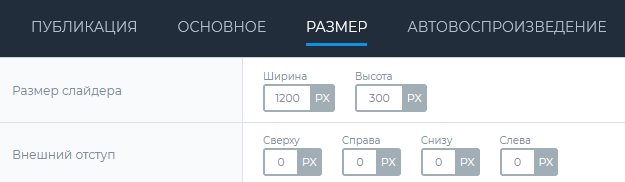 ПУБЛИКАЦИЯ ОСНОВНОЕ РАЗМЕР АВТОВОСПРОИЗВЕДЕНИЕ
Ширина Высота
Размер слайдера 1200 PX 300 PX
Сверху Справа Снизу Слева
Внешний отступ 0 PX 0 PX 0 PX 0 PX